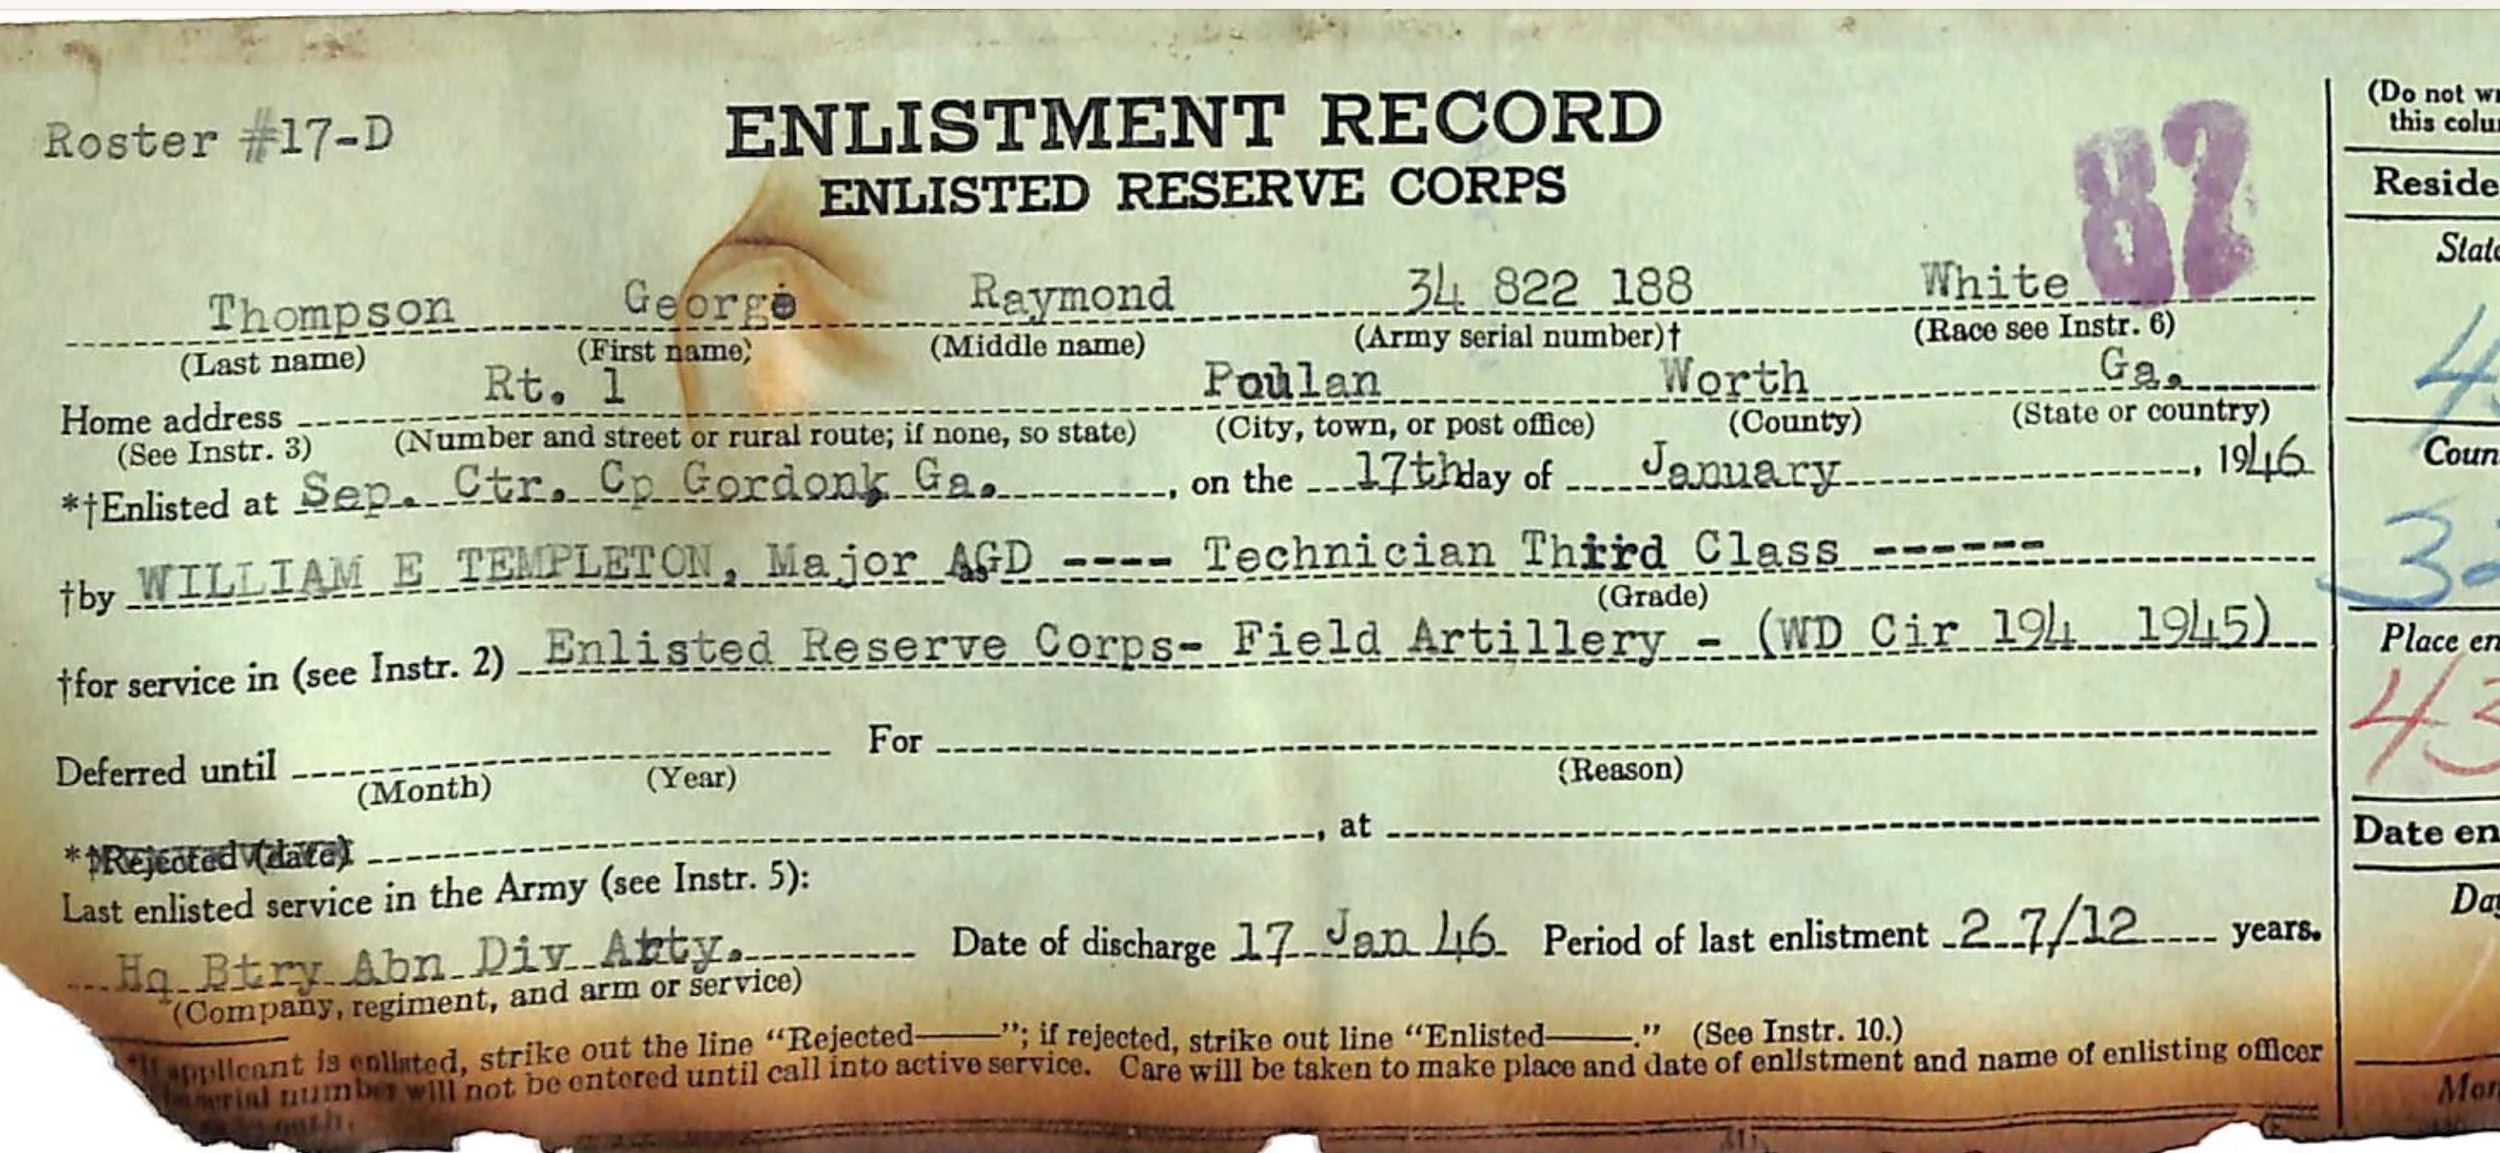 Roster #17-D
ENLISTMENT RECORD
ENLISTED RESERVE CORPS
82
Thompson George Raymond 34 822 188 White
(Last name) (First name) (Middle name) (Army serial number)† (Race see Instr. 6)
Home address Rt. 1 Poulan Worth Ga.
(See Instr. 3) (Number and street or rural route; if none, so state) (City, town, or post office) (County) (State or country)
*†Enlisted at Sep. Ctr. Cp Gordon, Ga., on the 17th day of January, 1946
†by WILLIAM E TEMPLETON, Major AGD ---- Technician Third Class ------
(Grade)
†for service in (see Instr. 2) Enlisted Reserve Corps- Field Artillery - (WD Cir 194 1945)
Deferred until For
(Month) (Year) (Reason)
*†Rejected (date) , at
Last enlisted service in the Army (see Instr. 5):
Hq Btry Abn Div Arty. Date of discharge 17 Jan 46 Period of last enlistment 2 7/12 years.
(Company, regiment, and arm or service)
applicant is enlisted, strike out the line “Rejected——”; if rejected, strike out line “Enlisted——.” (See Instr. 10.)
serial number will not be entered until call into active service. Care will be taken to make place and date of enlistment and name of enlisting officer
(Do not
this
Place
43
Date